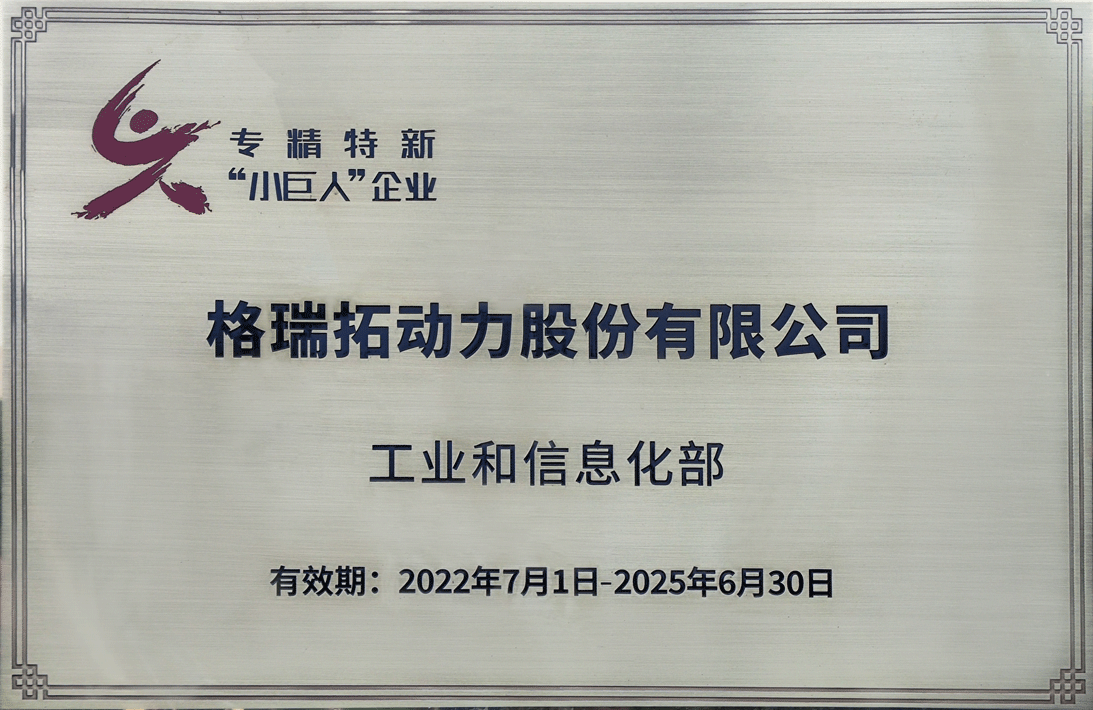 专精特新
“小巨人”企业
格瑞拓动力股份有限公司
工业和信息化部
有效期：2022年7月1日-2025年6月30日